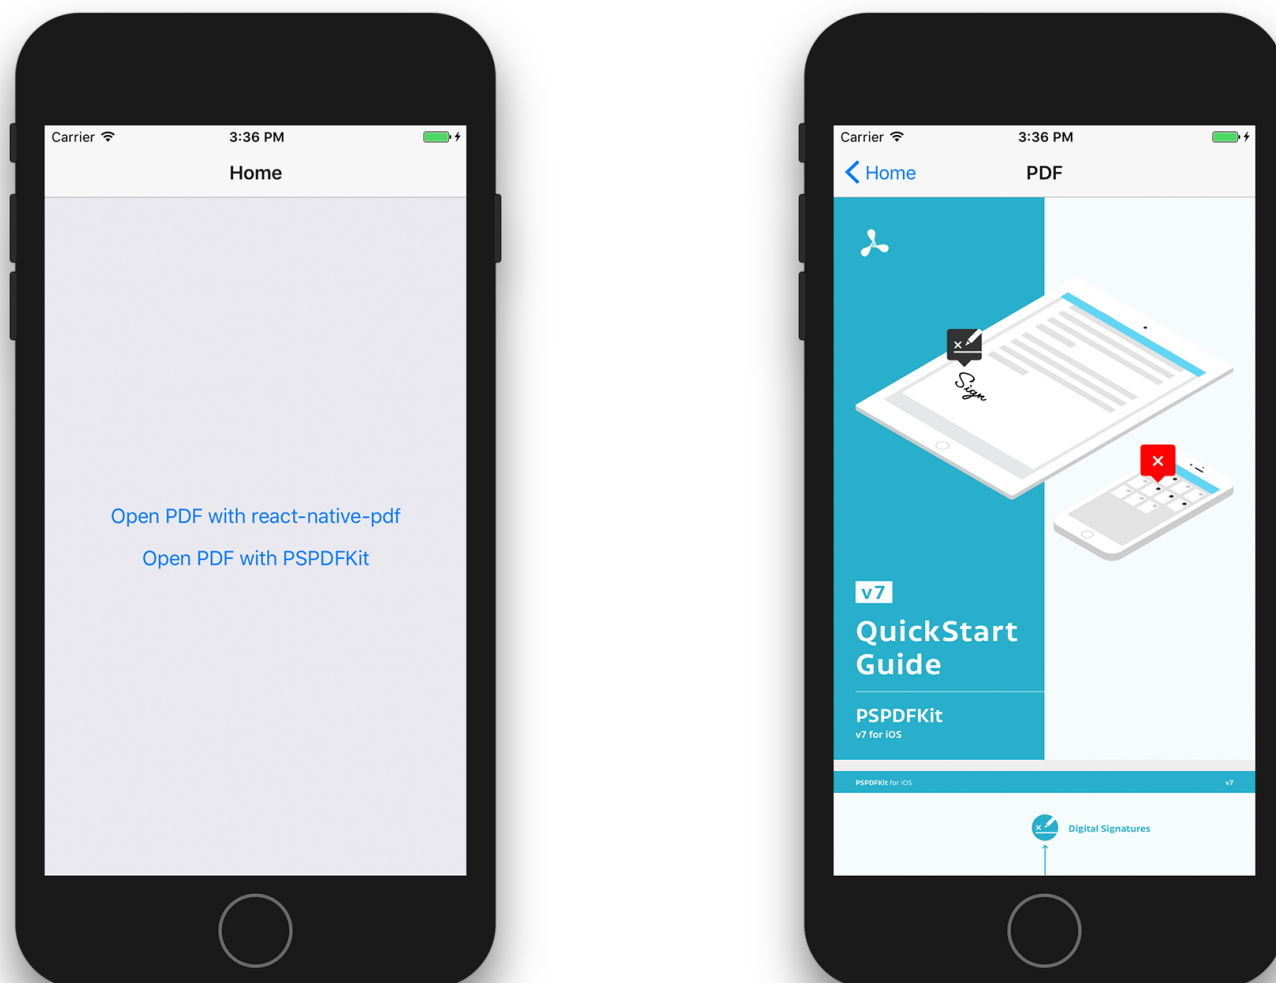 Carrier
3:36 PM
Home
Open PDF with react-native-pdf
Open PDF with PSPDFKit
Carrier
3:36 PM
Home
PDF
Sign
v7
QuickStart
Guide
PSPDFKit
v7 for iOS
PSPDFKit for iOS
v7
Digital Signatures